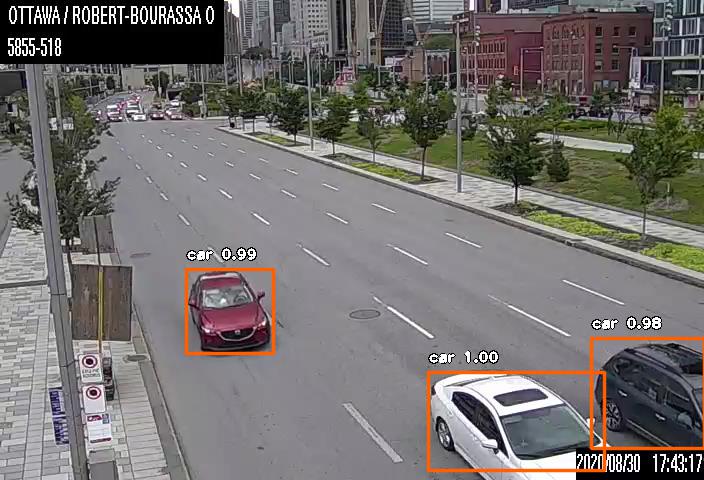 OTTAWA / ROBERT-BOURASSA O
5855-518
car 0.99
car 0.98
car 1.00
2020/08/30 17:43:17